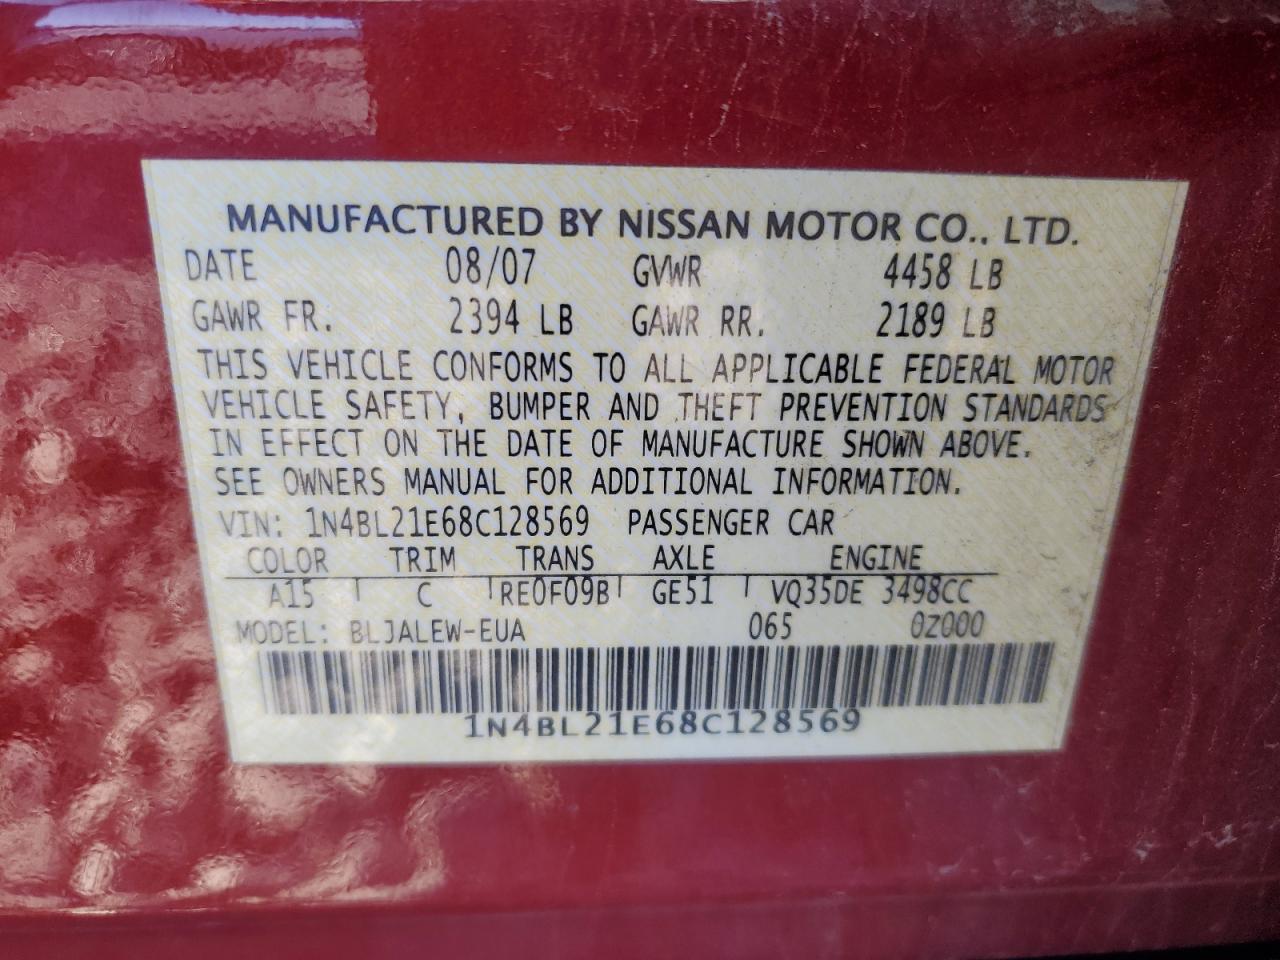 MANUFACTURED BY NISSAN MOTOR CO., LTD.
DATE 08/07 GVWR 4458 LB
GAWR FR. 2394 LB GAWR RR. 2189 LB
THIS VEHICLE CONFORMS TO ALL APPLICABLE FEDERAL MOTOR
VEHICLE SAFETY, BUMPER AND THEFT PREVENTION STANDARDS
IN EFFECT ON THE DATE OF MANUFACTURE SHOWN ABOVE.
SEE OWNERS MANUAL FOR ADDITIONAL INFORMATION.
VIN: 1N4BL21E68C128569 PASSENGER CAR
COLOR TRIM TRANS AXLE ENGINE
A15 C RE0F09B GE51 VQ35DE 3498CC
MODEL: BLJALEW-EUA 065 0Z000
1N4BL21E68C128569